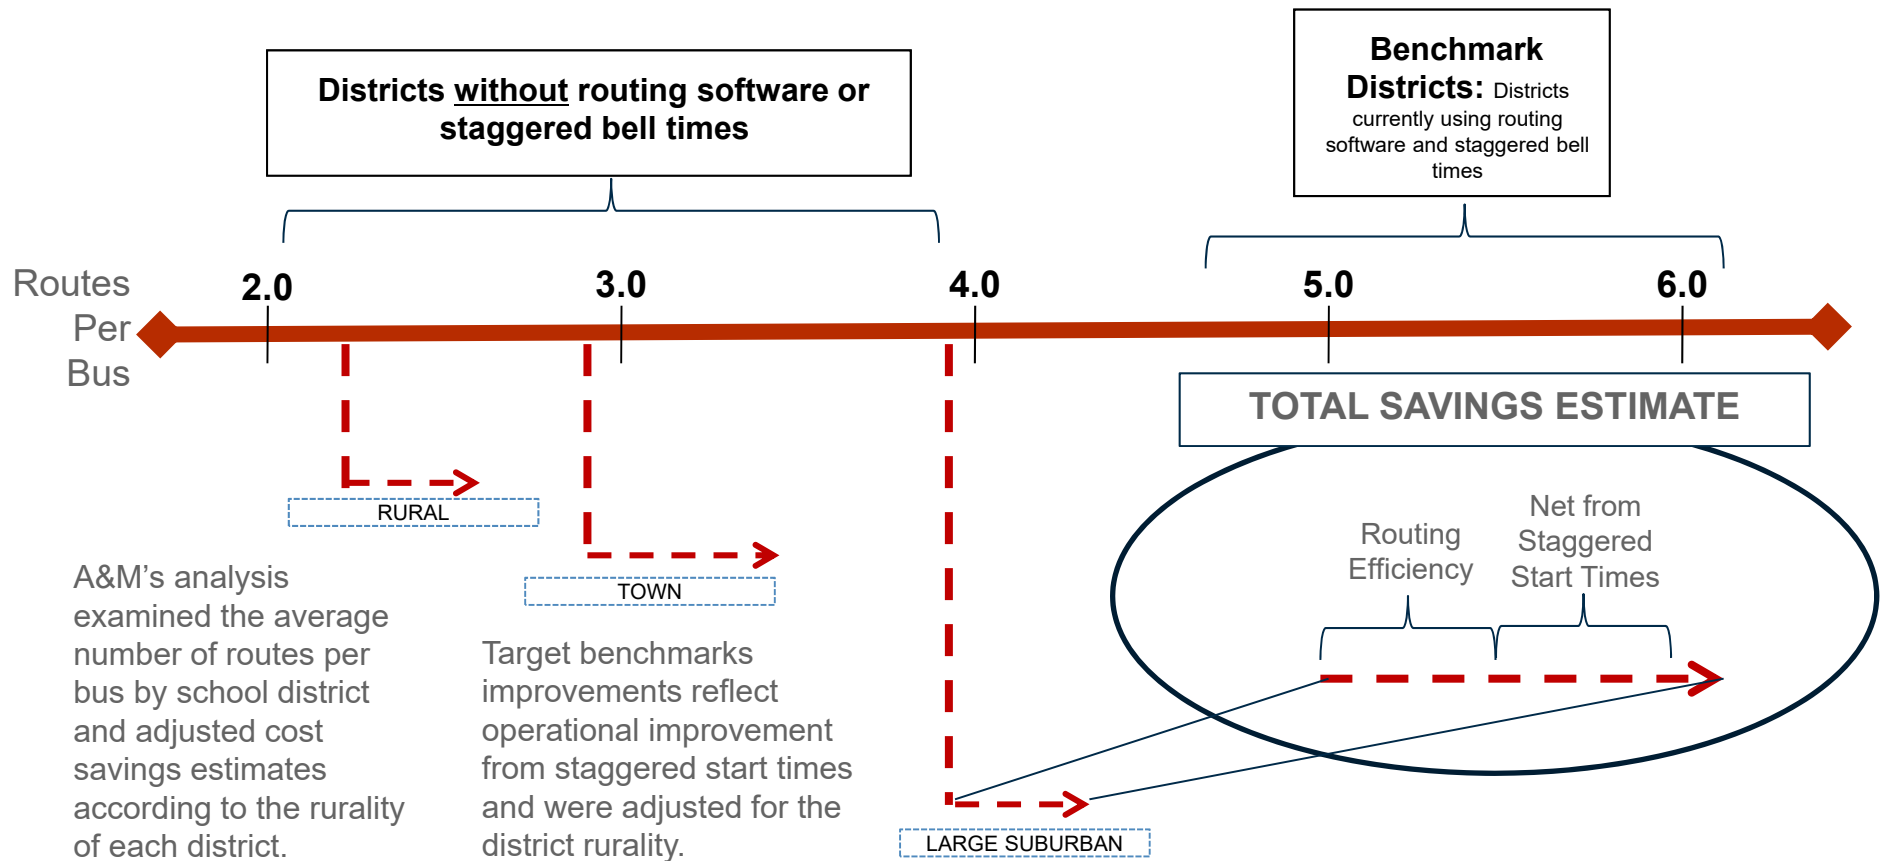 Districts without routing software or
staggered bell times
Benchmark
Districts: Districts
currently using routing
software and staggered bell
times
Routes
Per
Bus
2.0
3.0
4.0
5.0
6.0
TOTAL SAVINGS ESTIMATE
RURAL
TOWN
LARGE SUBURBAN
Routing
Efficiency
Net from
Staggered
Start Times
A&M’s analysis
examined the average
number of routes per
bus by school district
and adjusted cost
savings estimates
according to the rurality
of each district.
Target benchmarks
improvements reflect
operational improvement
from staggered start times
and were adjusted for the
district rurality.